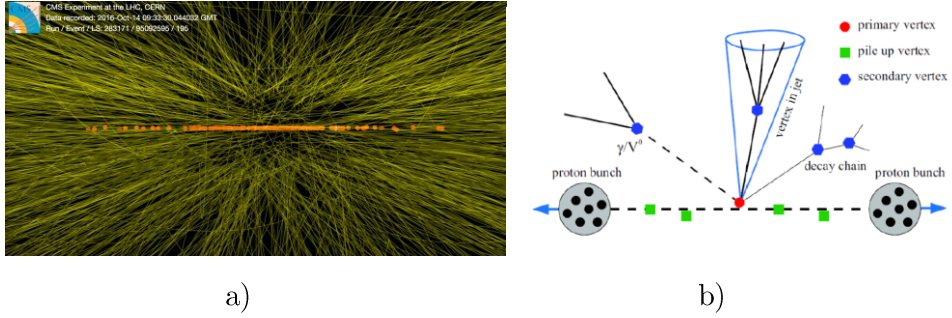 CMS Experiment at the LHC, CERN
Data recorded: 2016-Oct-14 09:33:30.044032 GMT
Run / Event / LS: 283171 / 95092595 / 195
primary vertex
pile up vertex
secondary vertex
vertex in jet
γ/V⁰
decay chain
proton bunch
proton bunch
a)
b)